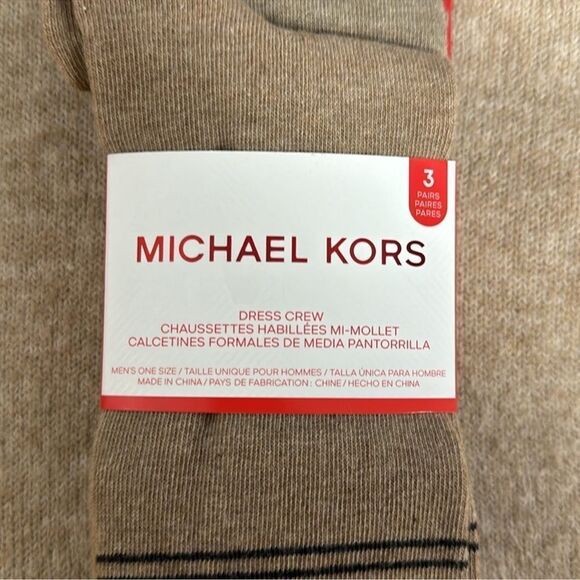 3
PAIRS
PAIRES
PARES
MICHAEL KORS
DRESS CREW
CHAUSSETTES HABILLÉES MI-MOLLET
CALCETINES FORMALES DE MEDIA PANTORRILLA
MEN'S ONE SIZE / TAILLE UNIQUE POUR HOMMES / TALLA ÚNICA PARA HOMBRE
MADE IN CHINA / PAYS DE FABRICATION : CHINE / HECHO EN CHINA